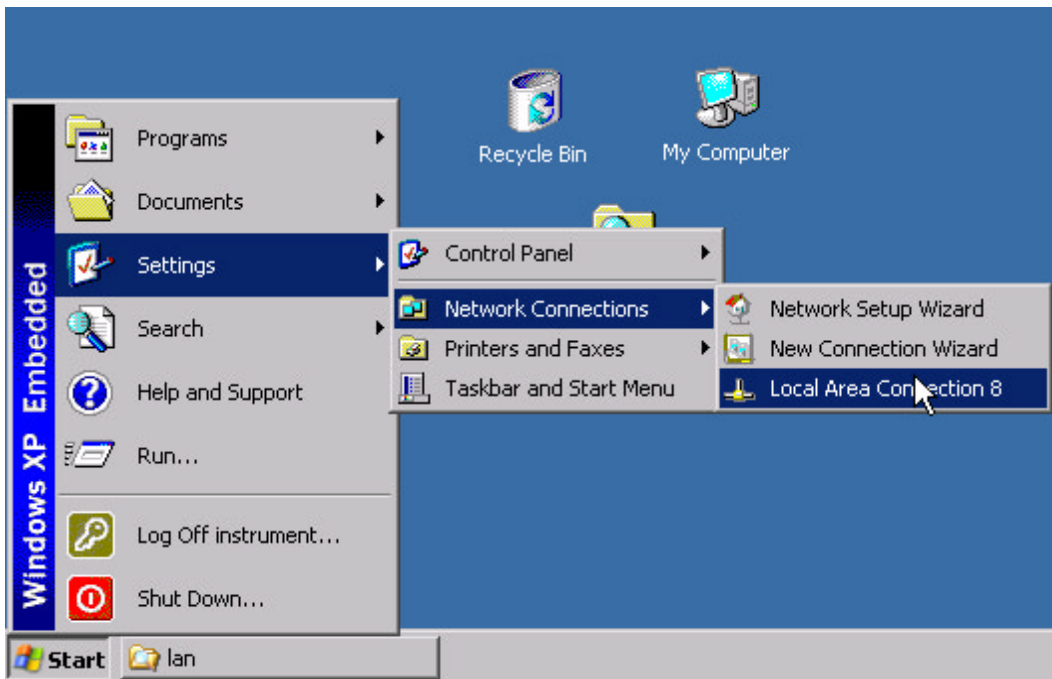 Recycle Bin
My Computer
Windows XP Embedded
Programs
Documents
Settings
Search
Help and Support
Run...
Log Off instrument...
Shut Down...
Control Panel
Network Connections
Printers and Faxes
Taskbar and Start Menu
Network Setup Wizard
New Connection Wizard
Local Area Connection 8
Start
lan